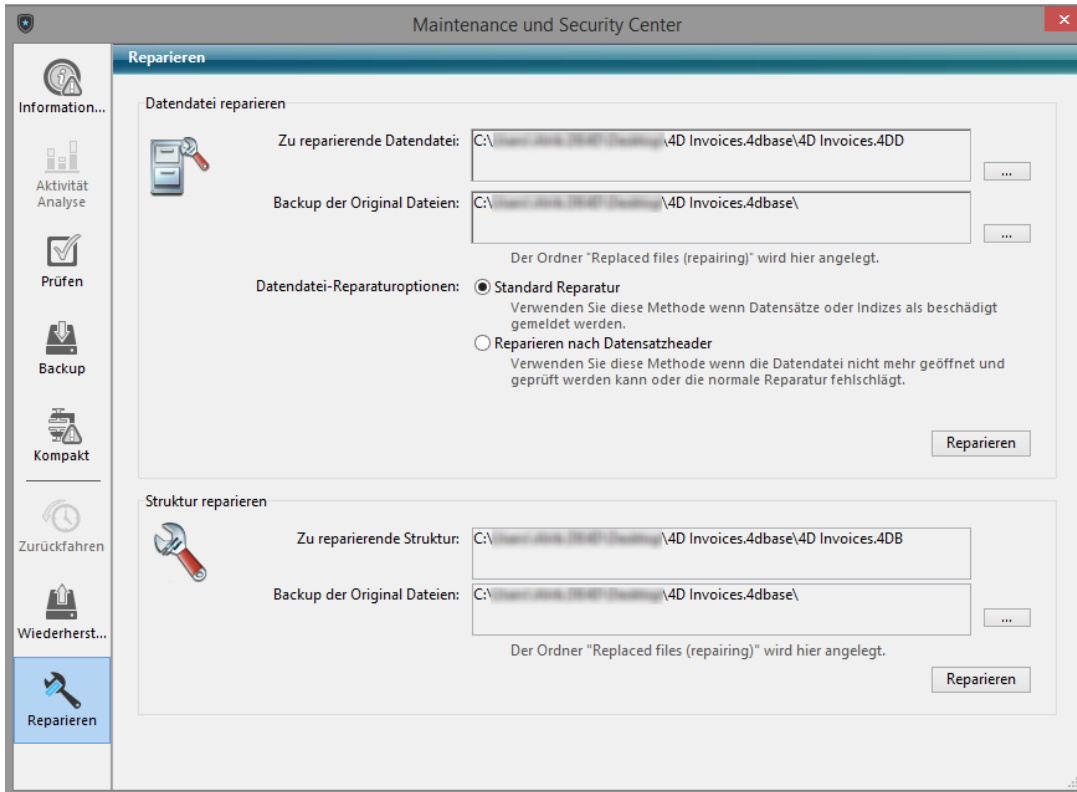 Maintenance und Security Center
Information...
Aktivität
Analyse
Prüfen
Backup
Kompakt
Zurückfahren
Wiederherst...
Reparieren
Reparieren
Datendatei reparieren
Zu reparierende Datendatei: C:\ \4D Invoices.4dbase\4D Invoices.4DD
...
Backup der Original Dateien: C:\ \4D Invoices.4dbase\
...
Der Ordner "Replaced files (repairing)" wird hier angelegt.
Datendatei-Reparaturoptionen: Standard Reparatur
Verwenden Sie diese Methode wenn Datensätze oder Indizes als beschädigt
gemeldet werden.
Reparieren nach Datensatzheader
Verwenden Sie diese Methode wenn die Datendatei nicht mehr geöffnet und
geprüft werden kann oder die normale Reparatur fehlschlägt.
Reparieren
Struktur reparieren
Zu reparierende Struktur: C:\ \4D Invoices.4dbase\4D Invoices.4DB
Backup der Original Dateien: C:\ \4D Invoices.4dbase\
...
Der Ordner "Replaced files (repairing)" wird hier angelegt.
Reparieren